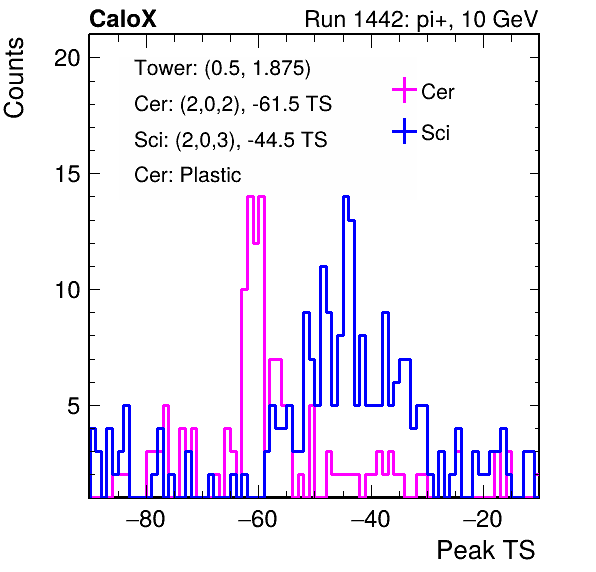 CaloX Run 1442: pi+, 10 GeV
Counts
20
15
10
5
Tower: (0.5, 1.875)
Cer: (2,0,2), -61.5 TS
Sci: (2,0,3), -44.5 TS
Cer: Plastic
Cer
Sci
−80 −60 −40 −20
Peak TS